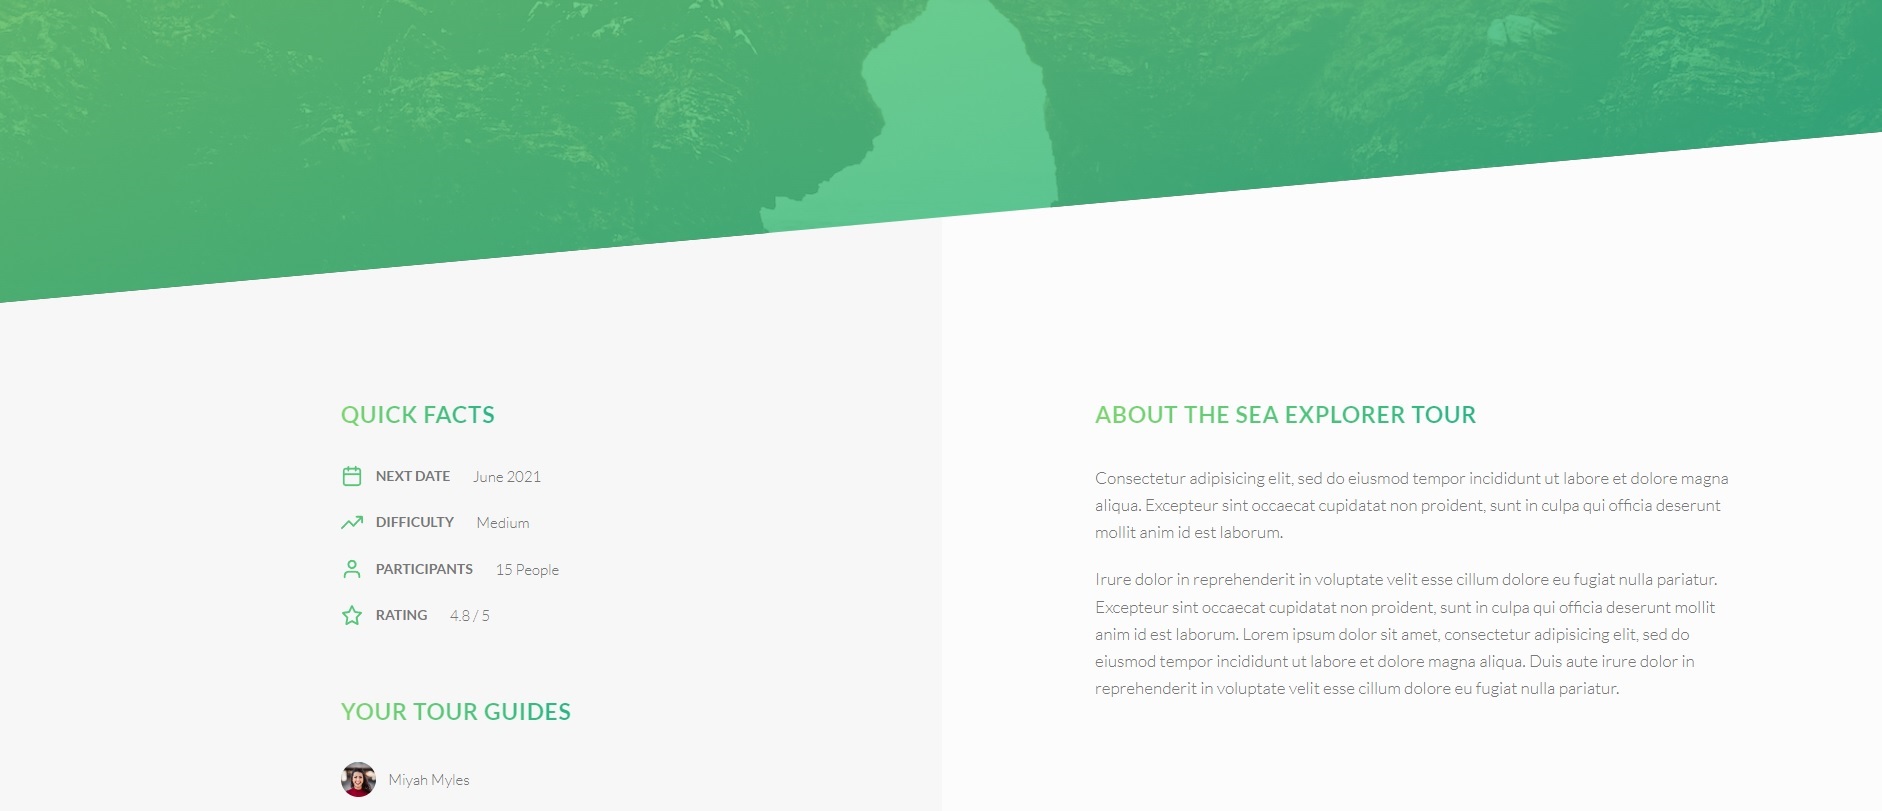 QUICK FACTS
NEXT DATE June 2021
DIFFICULTY Medium
PARTICIPANTS 15 People
RATING 4.8 / 5
YOUR TOUR GUIDES
Miyah Myles
ABOUT THE SEA EXPLORER TOUR
Consectetur adipisicing elit, sed do eiusmod tempor incididunt ut labore et dolore magna
aliqua. Excepteur sint occaecat cupidatat non proident, sunt in culpa qui officia deserunt
mollit anim id est laborum.
Irure dolor in reprehenderit in voluptate velit esse cillum dolore eu fugiat nulla pariatur.
Excepteur sint occaecat cupidatat non proident, sunt in culpa qui officia deserunt mollit
anim id est laborum. Lorem ipsum dolor sit amet, consectetur adipisicing elit, sed do
eiusmod tempor incididunt ut labore et dolore magna aliqua. Duis aute irure dolor in
reprehenderit in voluptate velit esse cillum dolore eu fugiat nulla pariatur.